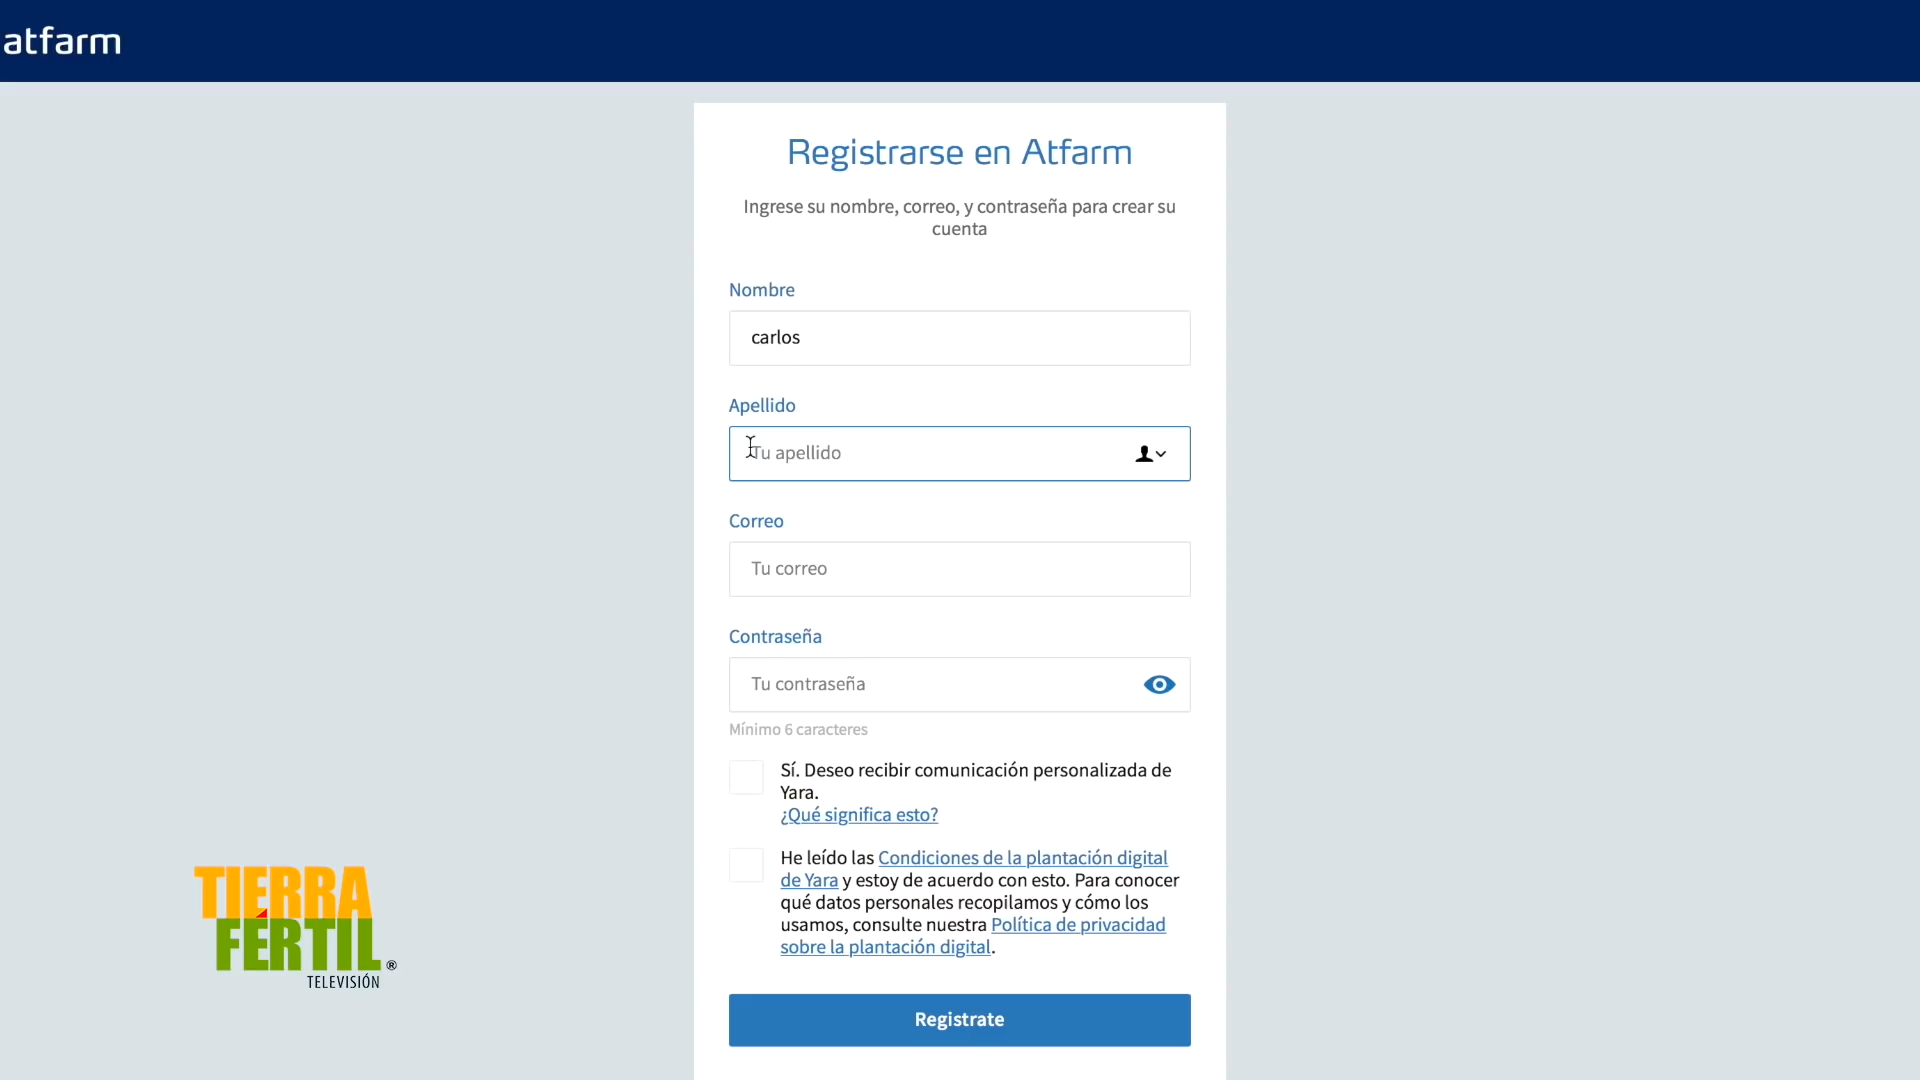 atfarm
Registrarse en Atfarm
Ingrese su nombre, correo, y contraseña para crear su
cuenta
Nombre
carlos
Apellido
Tu apellido
Correo
Tu correo
Contraseña
Tu contraseña
Mínimo 6 caracteres
Sí. Deseo recibir comunicación personalizada de
Yara.
¿Qué significa esto?
He leído las Condiciones de la plantación digital
de Yara y estoy de acuerdo con esto. Para conocer
qué datos personales recopilamos y cómo los
usamos, consulte nuestra Política de privacidad
sobre la plantación digital.
Registrate
TIERRA
FÉRTIL®
TELEVISIÓN